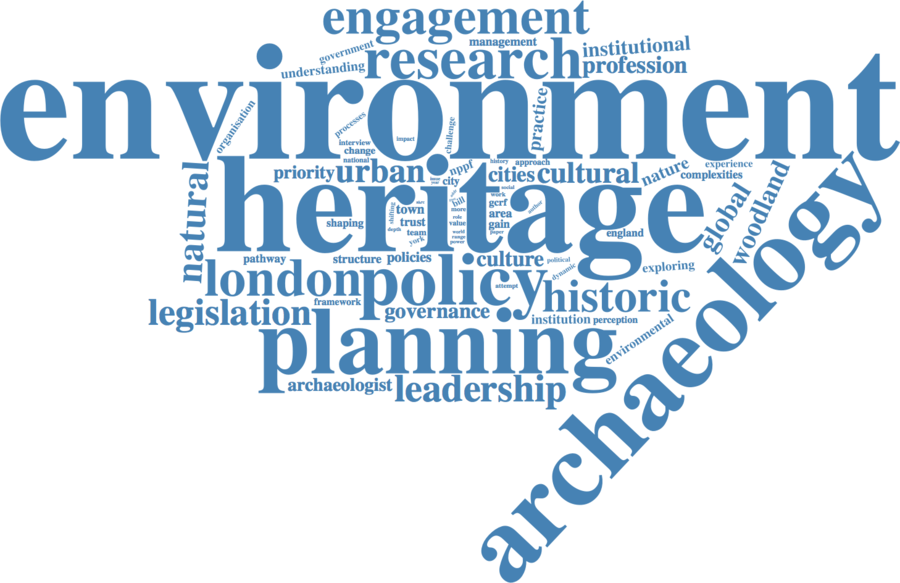 engagement
government
management
research
institutional
understanding
profession
environment
organisation
processes
impact
challenge
practice
interview
change
national
history
approach
experience
priority
urban
nppf
cities
cultural
nature
complexities
city
natural
heritage
social
work
bill
gcrf
global
woodland
shifting
town
more
area
author
shaping
trust
role
value
gain
depth
team
world
paper
england
york
range
power
pathway
structure
policies
culture
political
dynamic
exploring
london
policy
attempt
historic
framework
legislation
governance
institution
perception
environmental
planning
archaeologist
leadership
archaeology